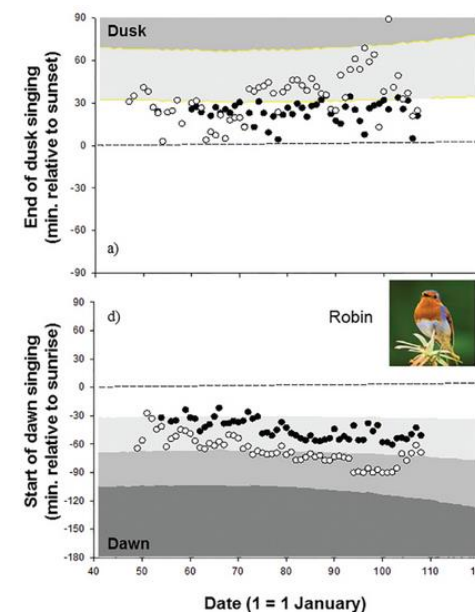 Dusk
End of dusk singing
(min. relative to sunset)
90
60
30
0
-30
-60
-90
a)
d)
Robin
Start of dawn singing
(min. relative to sunrise)
90
60
30
0
-30
-60
-90
-120
-150
-180
Dawn
40
50
60
70
80
90
100
110
Date (1 = 1 January)